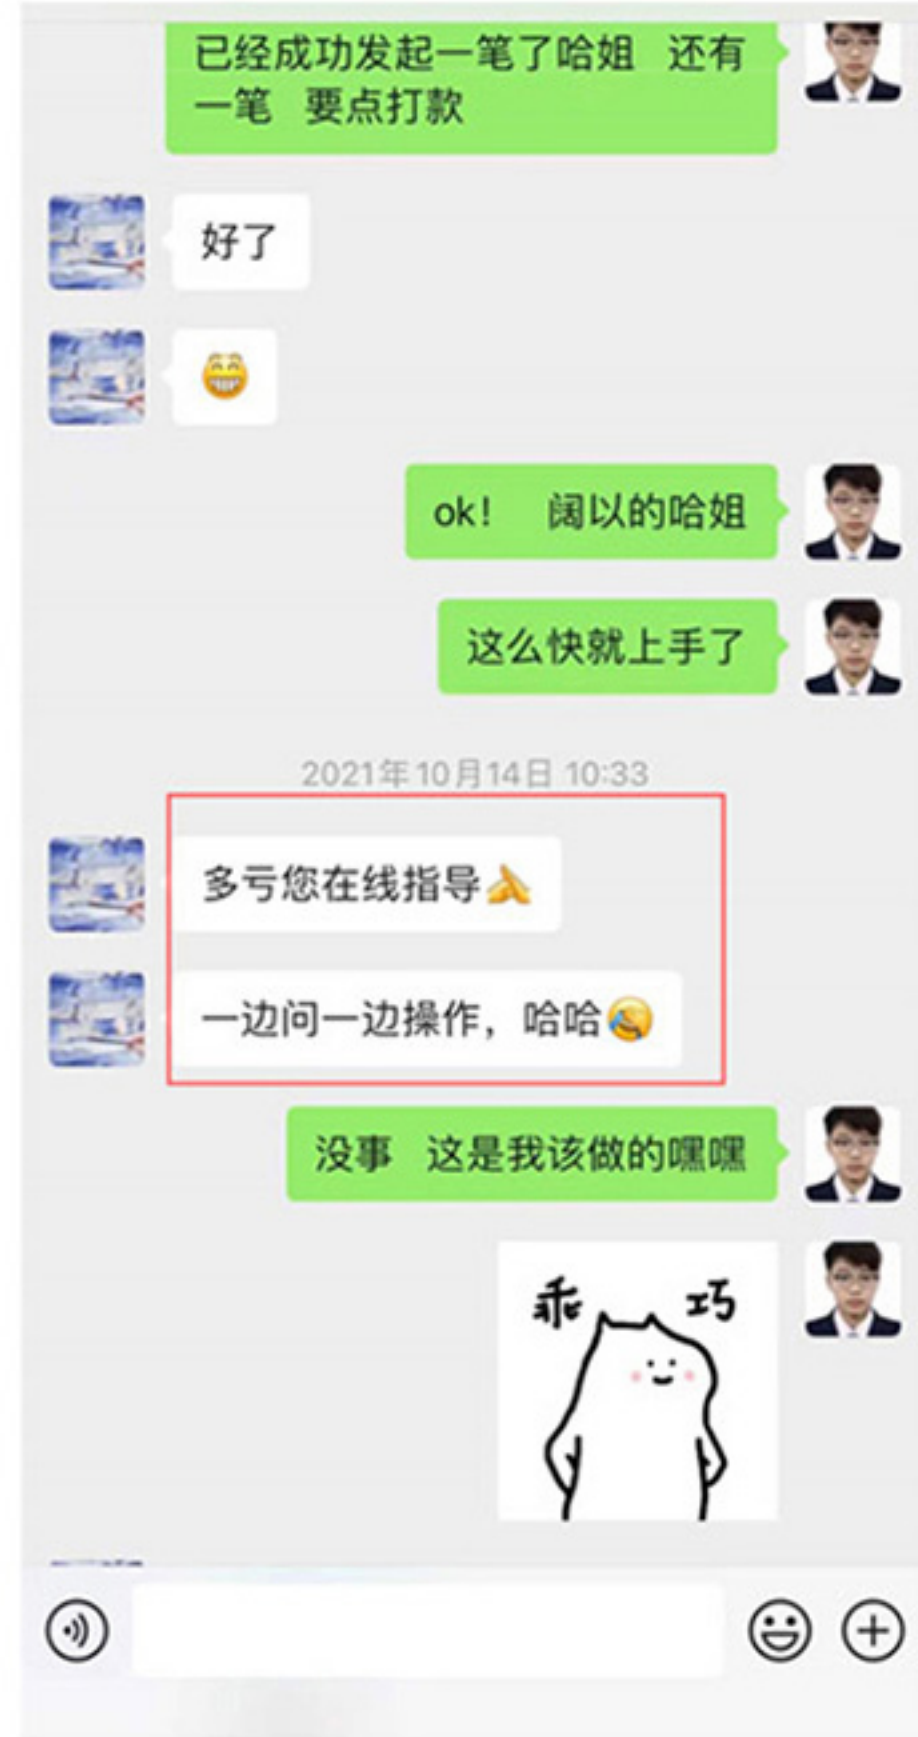 已经成功发起一笔了哈姐 还有
一笔 要点打款
好了
😁
ok! 阔以的哈姐
这么快就上手了
2021年10月14日 10:33
多亏您在线指导🙏
一边问一边操作，哈哈😂
没事 这是我该做的嘿嘿
乖 巧